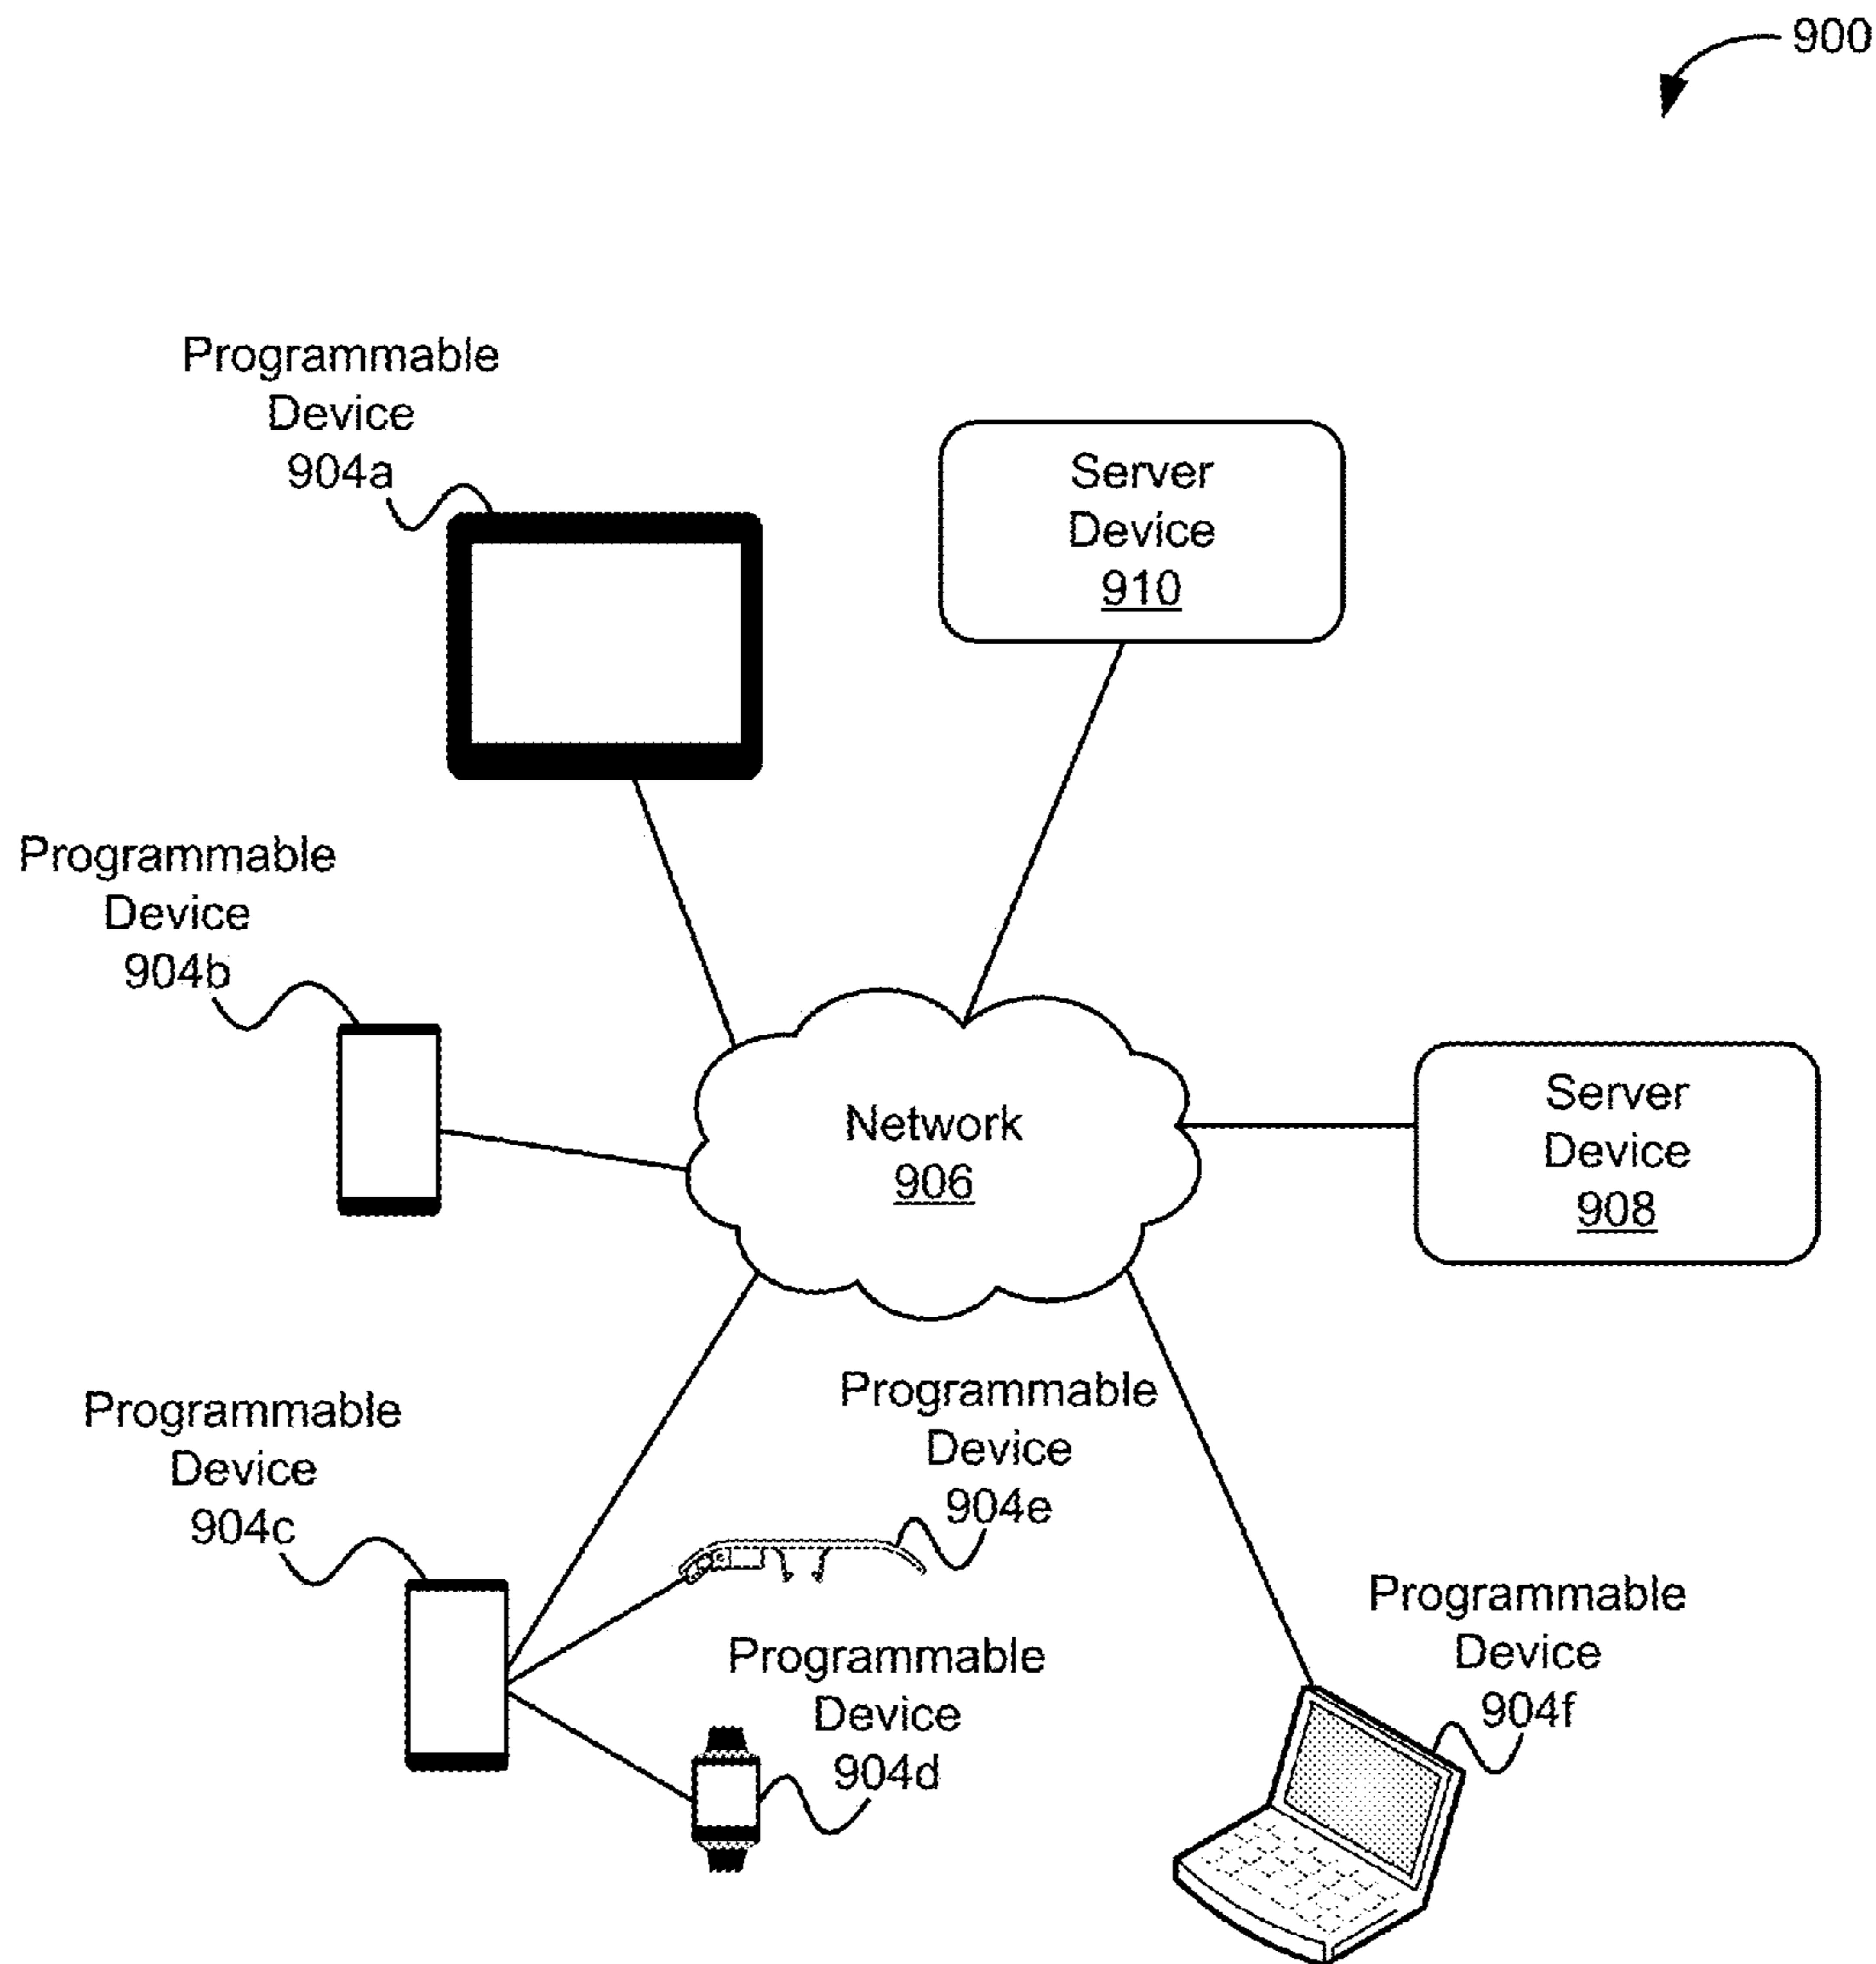 900
Programmable
Device
904a
Server
Device
910
Programmable
Device
904b
Network
906
Server
Device
908
Programmable
Device
904c
Programmable
Device
904e
Programmable
Device
904d
Programmable
Device
904f